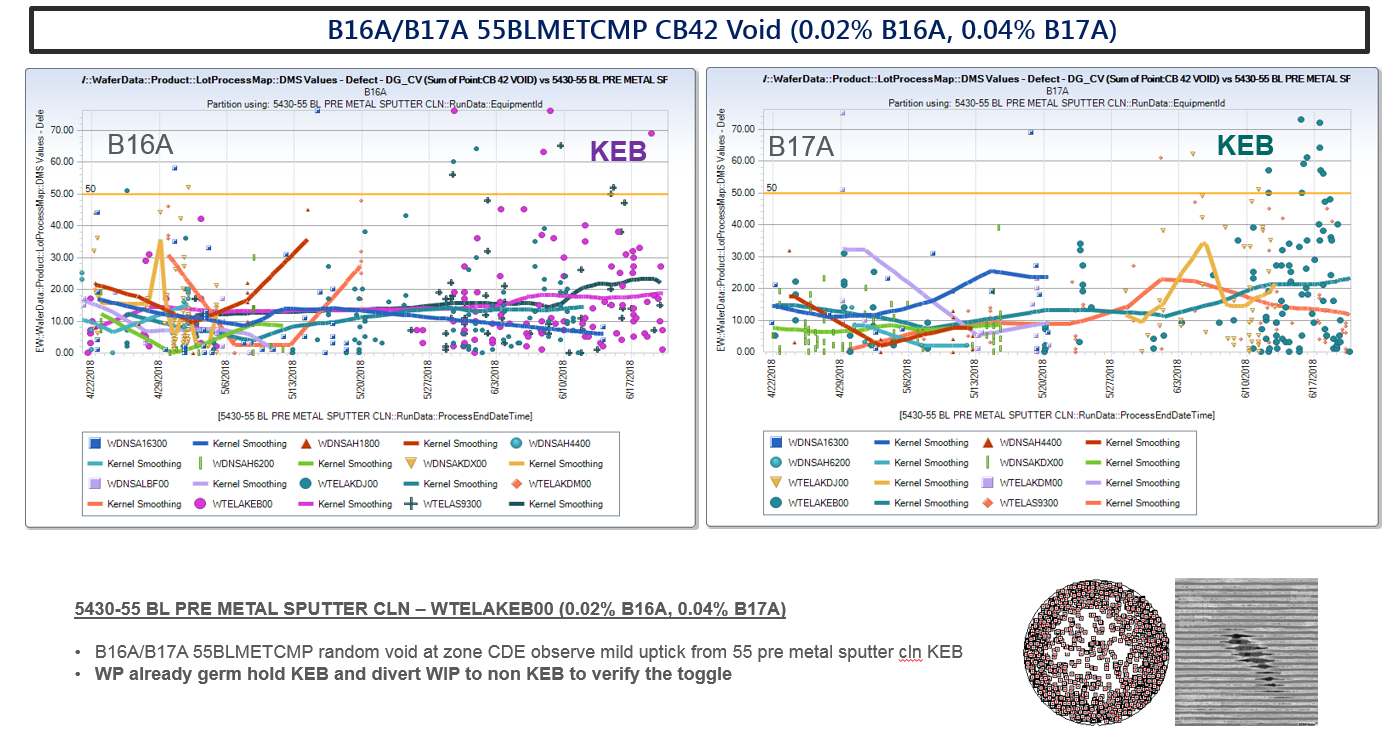 B16A/B17A 55BLMETCMP CB42 Void (0.02% B16A, 0.04% B17A)
/::WaferData::Product::LotProcessMap::DMS Values - Defect - DG_CV (Sum of Point:CB 42 VOID) vs 5430-55 BL PRE METAL SF
B16A
Partition using: 5430-55 BL PRE METAL SPUTTER CLN::RunData::EquipmentId
EW:WaferData::Product::LotProcessMap::DMS Values - Defe
B16A
KEB
70.00
60.00
50.00
50
40.00
30.00
20.00
10.00
0.00
4/22/2018
4/29/2018
5/6/2018
5/13/2018
5/20/2018
5/27/2018
6/3/2018
6/10/2018
6/17/2018
[5430-55 BL PRE METAL SPUTTER CLN::RunData::ProcessEndDateTime]
WDNSA16300 Kernel Smoothing WDNSAH1800 Kernel Smoothing WDNSAH4400
Kernel Smoothing WDNSAH6200 Kernel Smoothing WDNSAKDX00 Kernel Smoothing
WDNSALBF00 Kernel Smoothing WTELAKDJ00 Kernel Smoothing WTELAKDM00
Kernel Smoothing WTELAKEB00 Kernel Smoothing WTELAS9300 Kernel Smoothing
/::WaferData::Product::LotProcessMap::DMS Values - Defect - DG_CV (Sum of Point:CB 42 VOID) vs 5430-55 BL PRE METAL SF
B17A
Partition using: 5430-55 BL PRE METAL SPUTTER CLN::RunData::EquipmentId
EW:WaferData::Product::LotProcessMap::DMS Values - Defe
B17A
KEB
70.00
60.00
50.00
50
40.00
30.00
20.00
10.00
0.00
4/22/2018
4/29/2018
5/6/2018
5/13/2018
5/20/2018
5/27/2018
6/3/2018
6/10/2018
6/17/2018
[5430-55 BL PRE METAL SPUTTER CLN::RunData::ProcessEndDateTime]
WDNSA16300 Kernel Smoothing WDNSAH4400 Kernel Smoothing
WDNSAH6200 Kernel Smoothing WDNSAKDX00 Kernel Smoothing
WTELAKDJ00 Kernel Smoothing WTELAKDM00 Kernel Smoothing
WTELAKEB00 Kernel Smoothing WTELAS9300 Kernel Smoothing
5430-55 BL PRE METAL SPUTTER CLN – WTELAKEB00 (0.02% B16A, 0.04% B17A)
• B16A/B17A 55BLMETCMP random void at zone CDE observe mild uptick from 55 pre metal sputter cln KEB
• WP already germ hold KEB and divert WIP to non KEB to verify the toggle